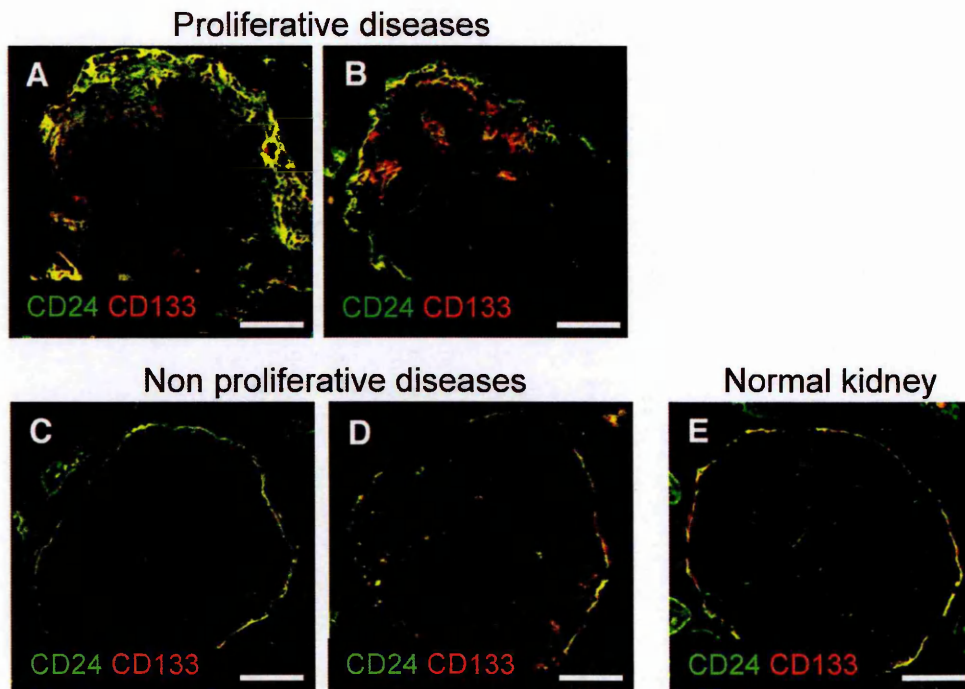 Proliferative diseases
A
B
CD24 CD133
CD24 CD133
Non proliferative diseases
Normal kidney
C
D
E
CD24 CD133
CD24 CD133
CD24 CD133